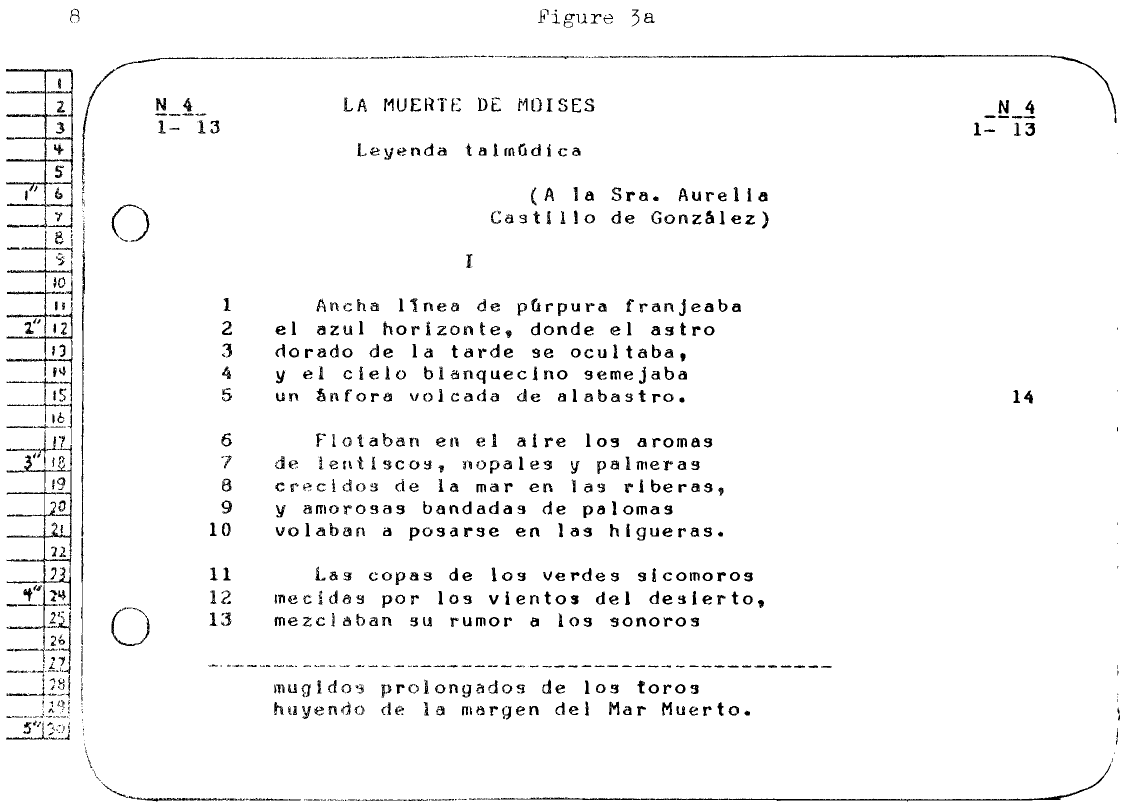 8 Figure 3a
1
2
3
4
5
1" 6
7
8
9
10
11
2" 12
13
14
15
16
17
3" 18
19
20
21
22
23
4" 24
25
26
27
28
29
5" 30
N 4 LA MUERTE DE MOISES N 4
1- 13 1- 13
Leyenda talmúdica
(A la Sra. Aurelia
Castillo de González)
I
1 Ancha línea de púrpura franjeaba
2 el azul horizonte, donde el astro
3 dorado de la tarde se ocultaba,
4 y el cielo blanquecino semejaba
5 un ánfora volcada de alabastro. 14
6 Flotaban en el aire los aromas
7 de lentiscos, nopales y palmeras
8 crecidos de la mar en las riberas,
9 y amorosas bandadas de palomas
10 volaban a posarse en las higueras.
11 Las copas de los verdes sicomoros
12 mecidas por los vientos del desierto,
13 mezclaban su rumor a los sonoros
mugidos prolongados de los toros
huyendo de la margen del Mar Muerto.